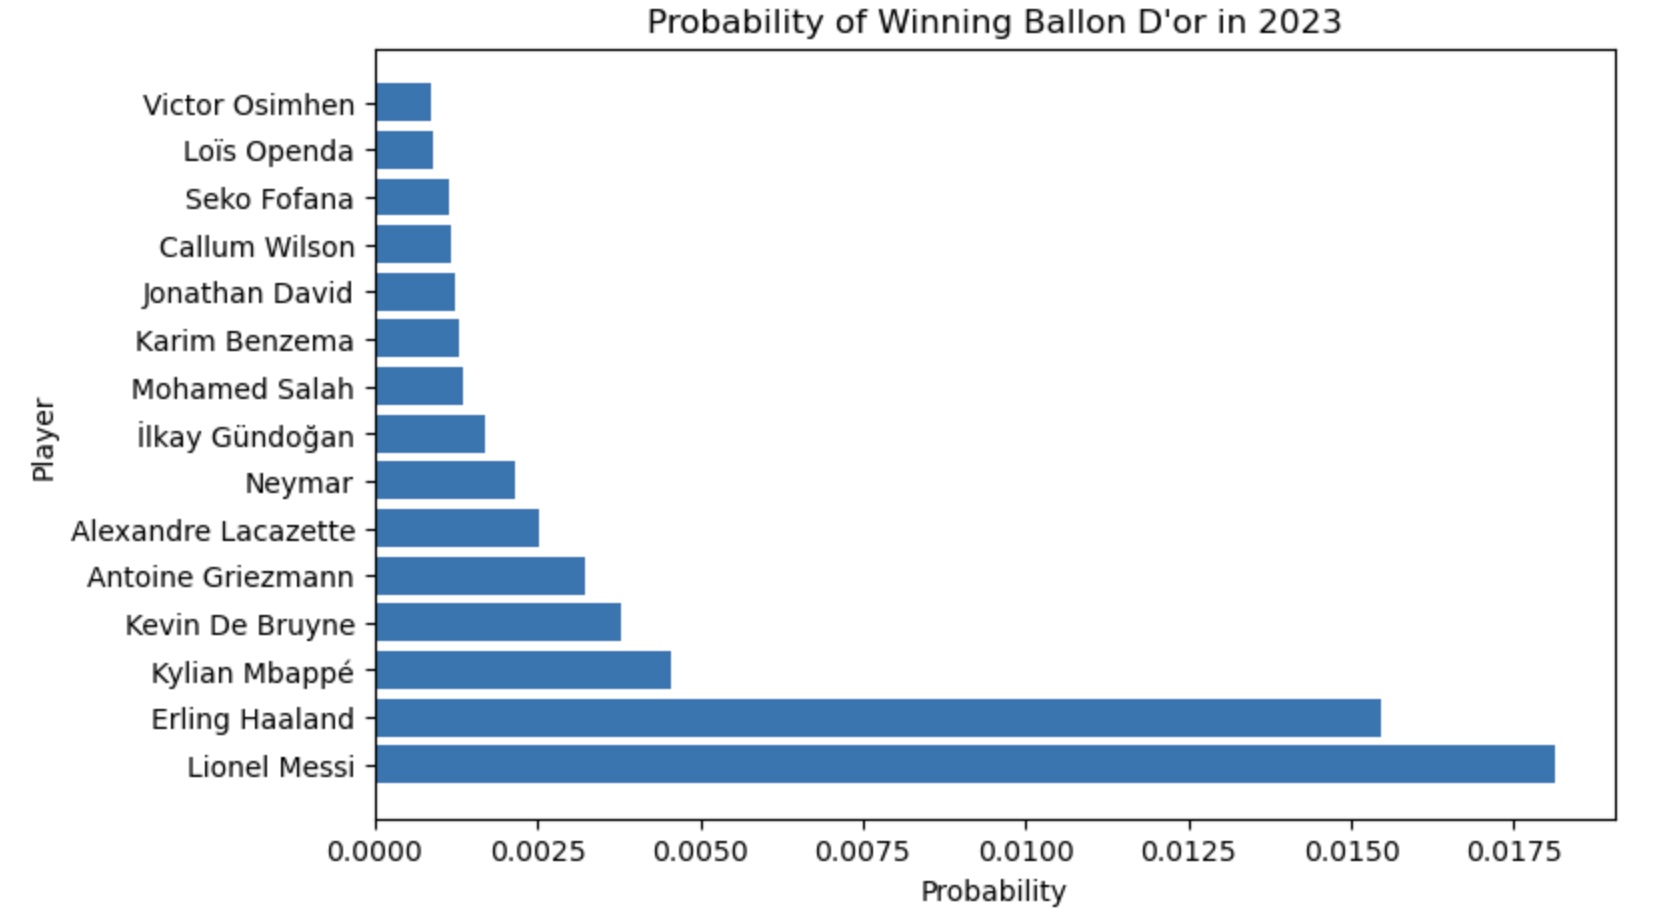 Probability of Winning Ballon D'or in 2023
Player
Victor Osimhen
Loïs Openda
Seko Fofana
Callum Wilson
Jonathan David
Karim Benzema
Mohamed Salah
İlkay Gündoğan
Neymar
Alexandre Lacazette
Antoine Griezmann
Kevin De Bruyne
Kylian Mbappé
Erling Haaland
Lionel Messi
0.0000 0.0025 0.0050 0.0075 0.0100 0.0125 0.0150 0.0175
Probability